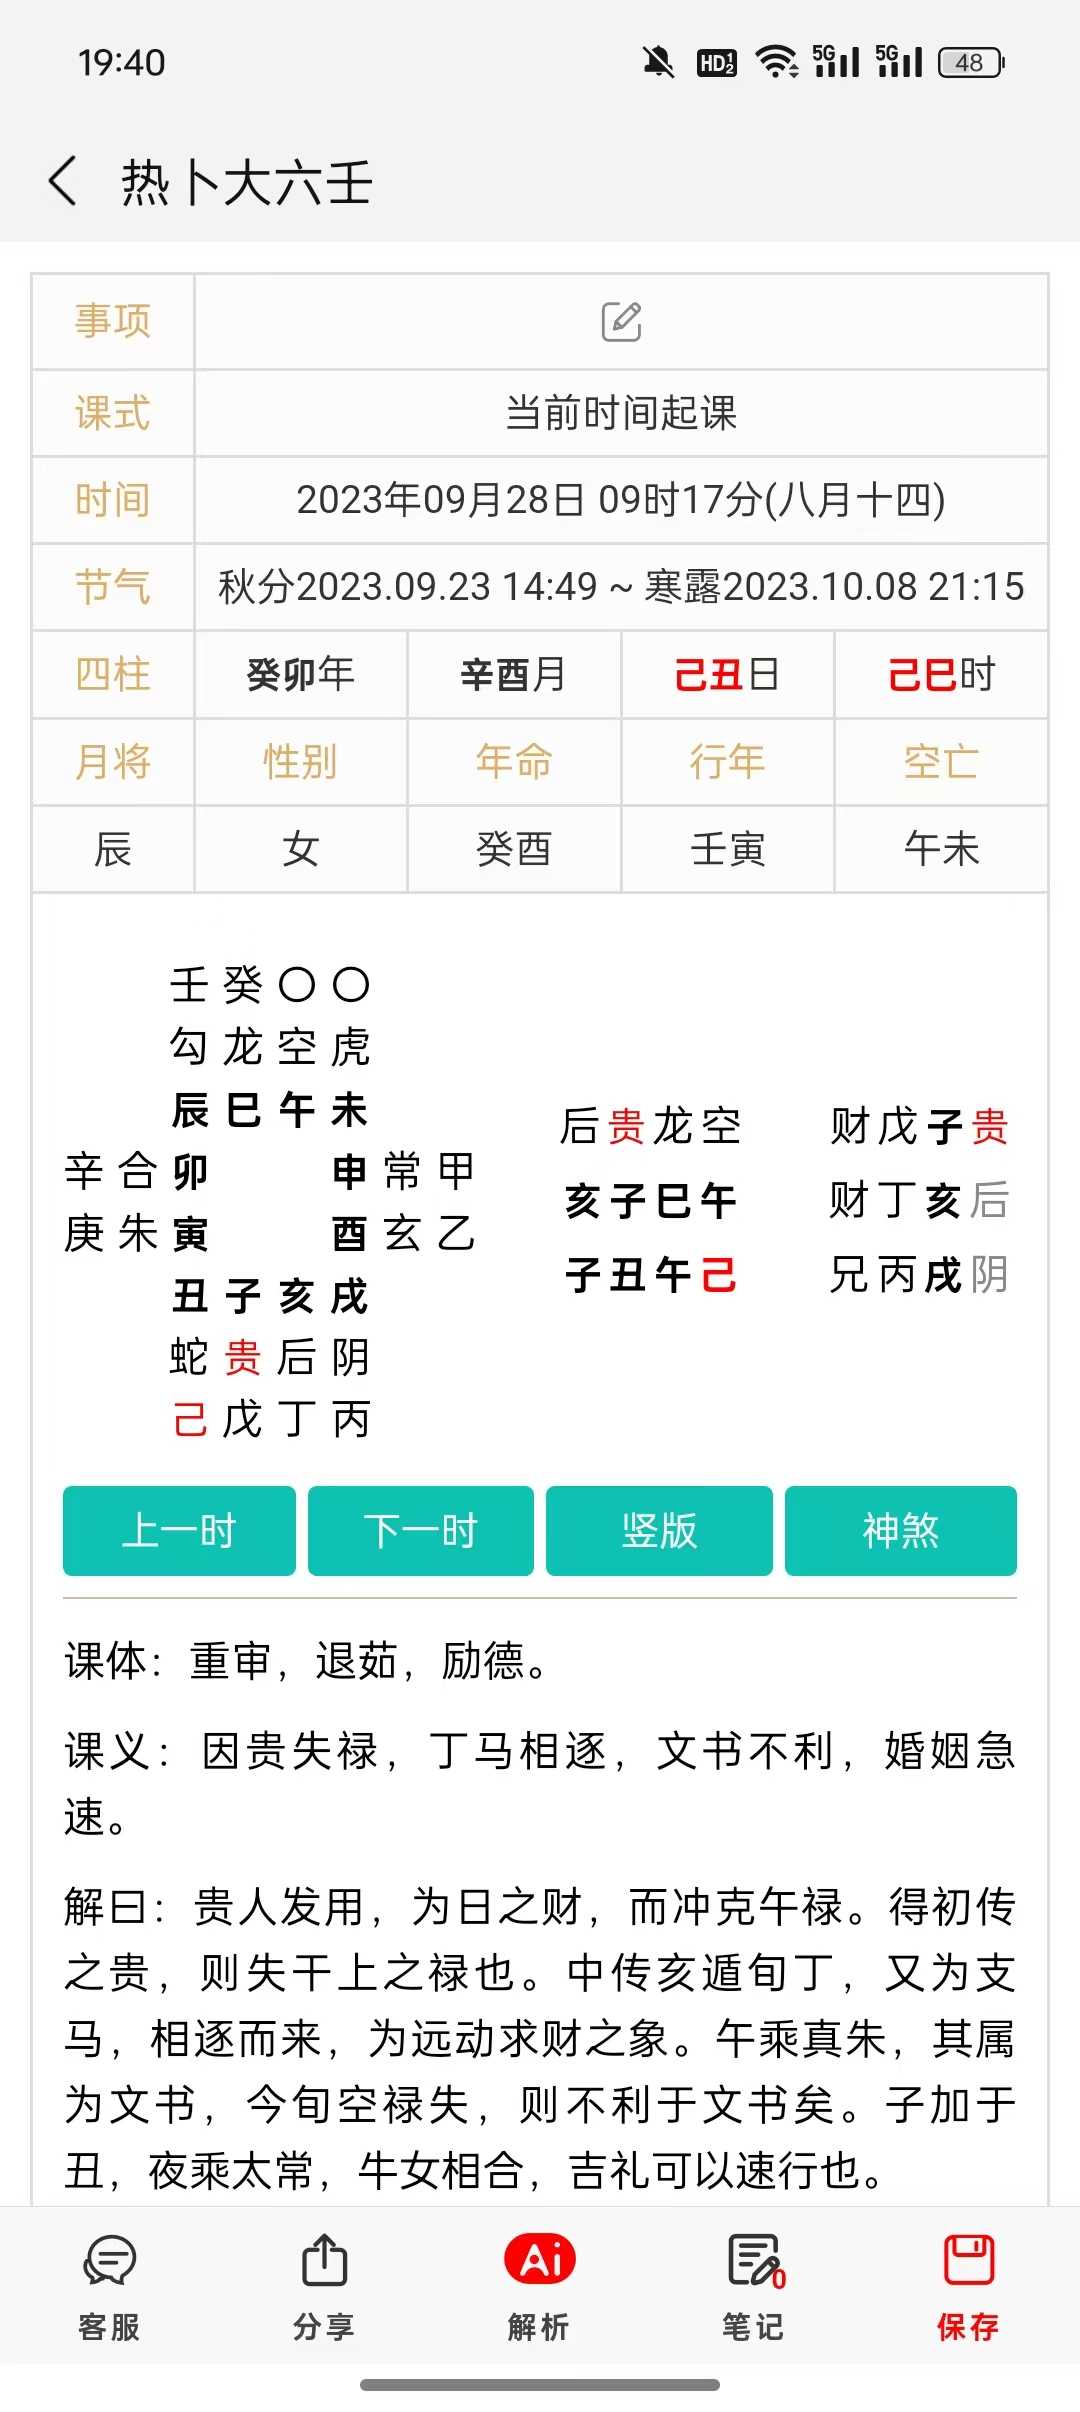 19:40
HD 1 2 5G 5G 48
热卜大六壬
事项
课式 当前时间起课
时间 2023年09月28日 09时17分(八月十四)
节气 秋分2023.09.23 14:49 ~ 寒露2023.10.08 21:15
四柱 癸卯年 辛酉月 己丑日 己巳时
月将 性别 年命 行年 空亡
辰 女 癸酉 壬寅 午未
壬 癸 〇 〇
勾 龙 空 虎
辰 巳 午 未
辛 合 卯 申 常 甲
庚 朱 寅 酉 玄 乙
丑 子 亥 戌
蛇 贵 后 阴
己 戊 丁 丙
后 贵 龙 空
亥 子 巳 午
子 丑 午 己
财 戊 子 贵
财 丁 亥 后
兄 丙 戌 阴
上一时 下一时 竖版 神煞
课体：重审，退茹，励德。
课义：因贵失禄，丁马相逐，文书不利，婚姻急
速。
解曰：贵人发用，为日之财，而冲克午禄。得初传
之贵，则失干上之禄也。中传亥遁旬丁，又为支
马，相逐而来，为远动求财之象。午乘真朱，其属
为文书，今旬空禄失，则不利于文书矣。子加于
丑，夜乘太常，牛女相合，吉礼可以速行也。
Ai 0
客服 分享 解析 笔记 保存